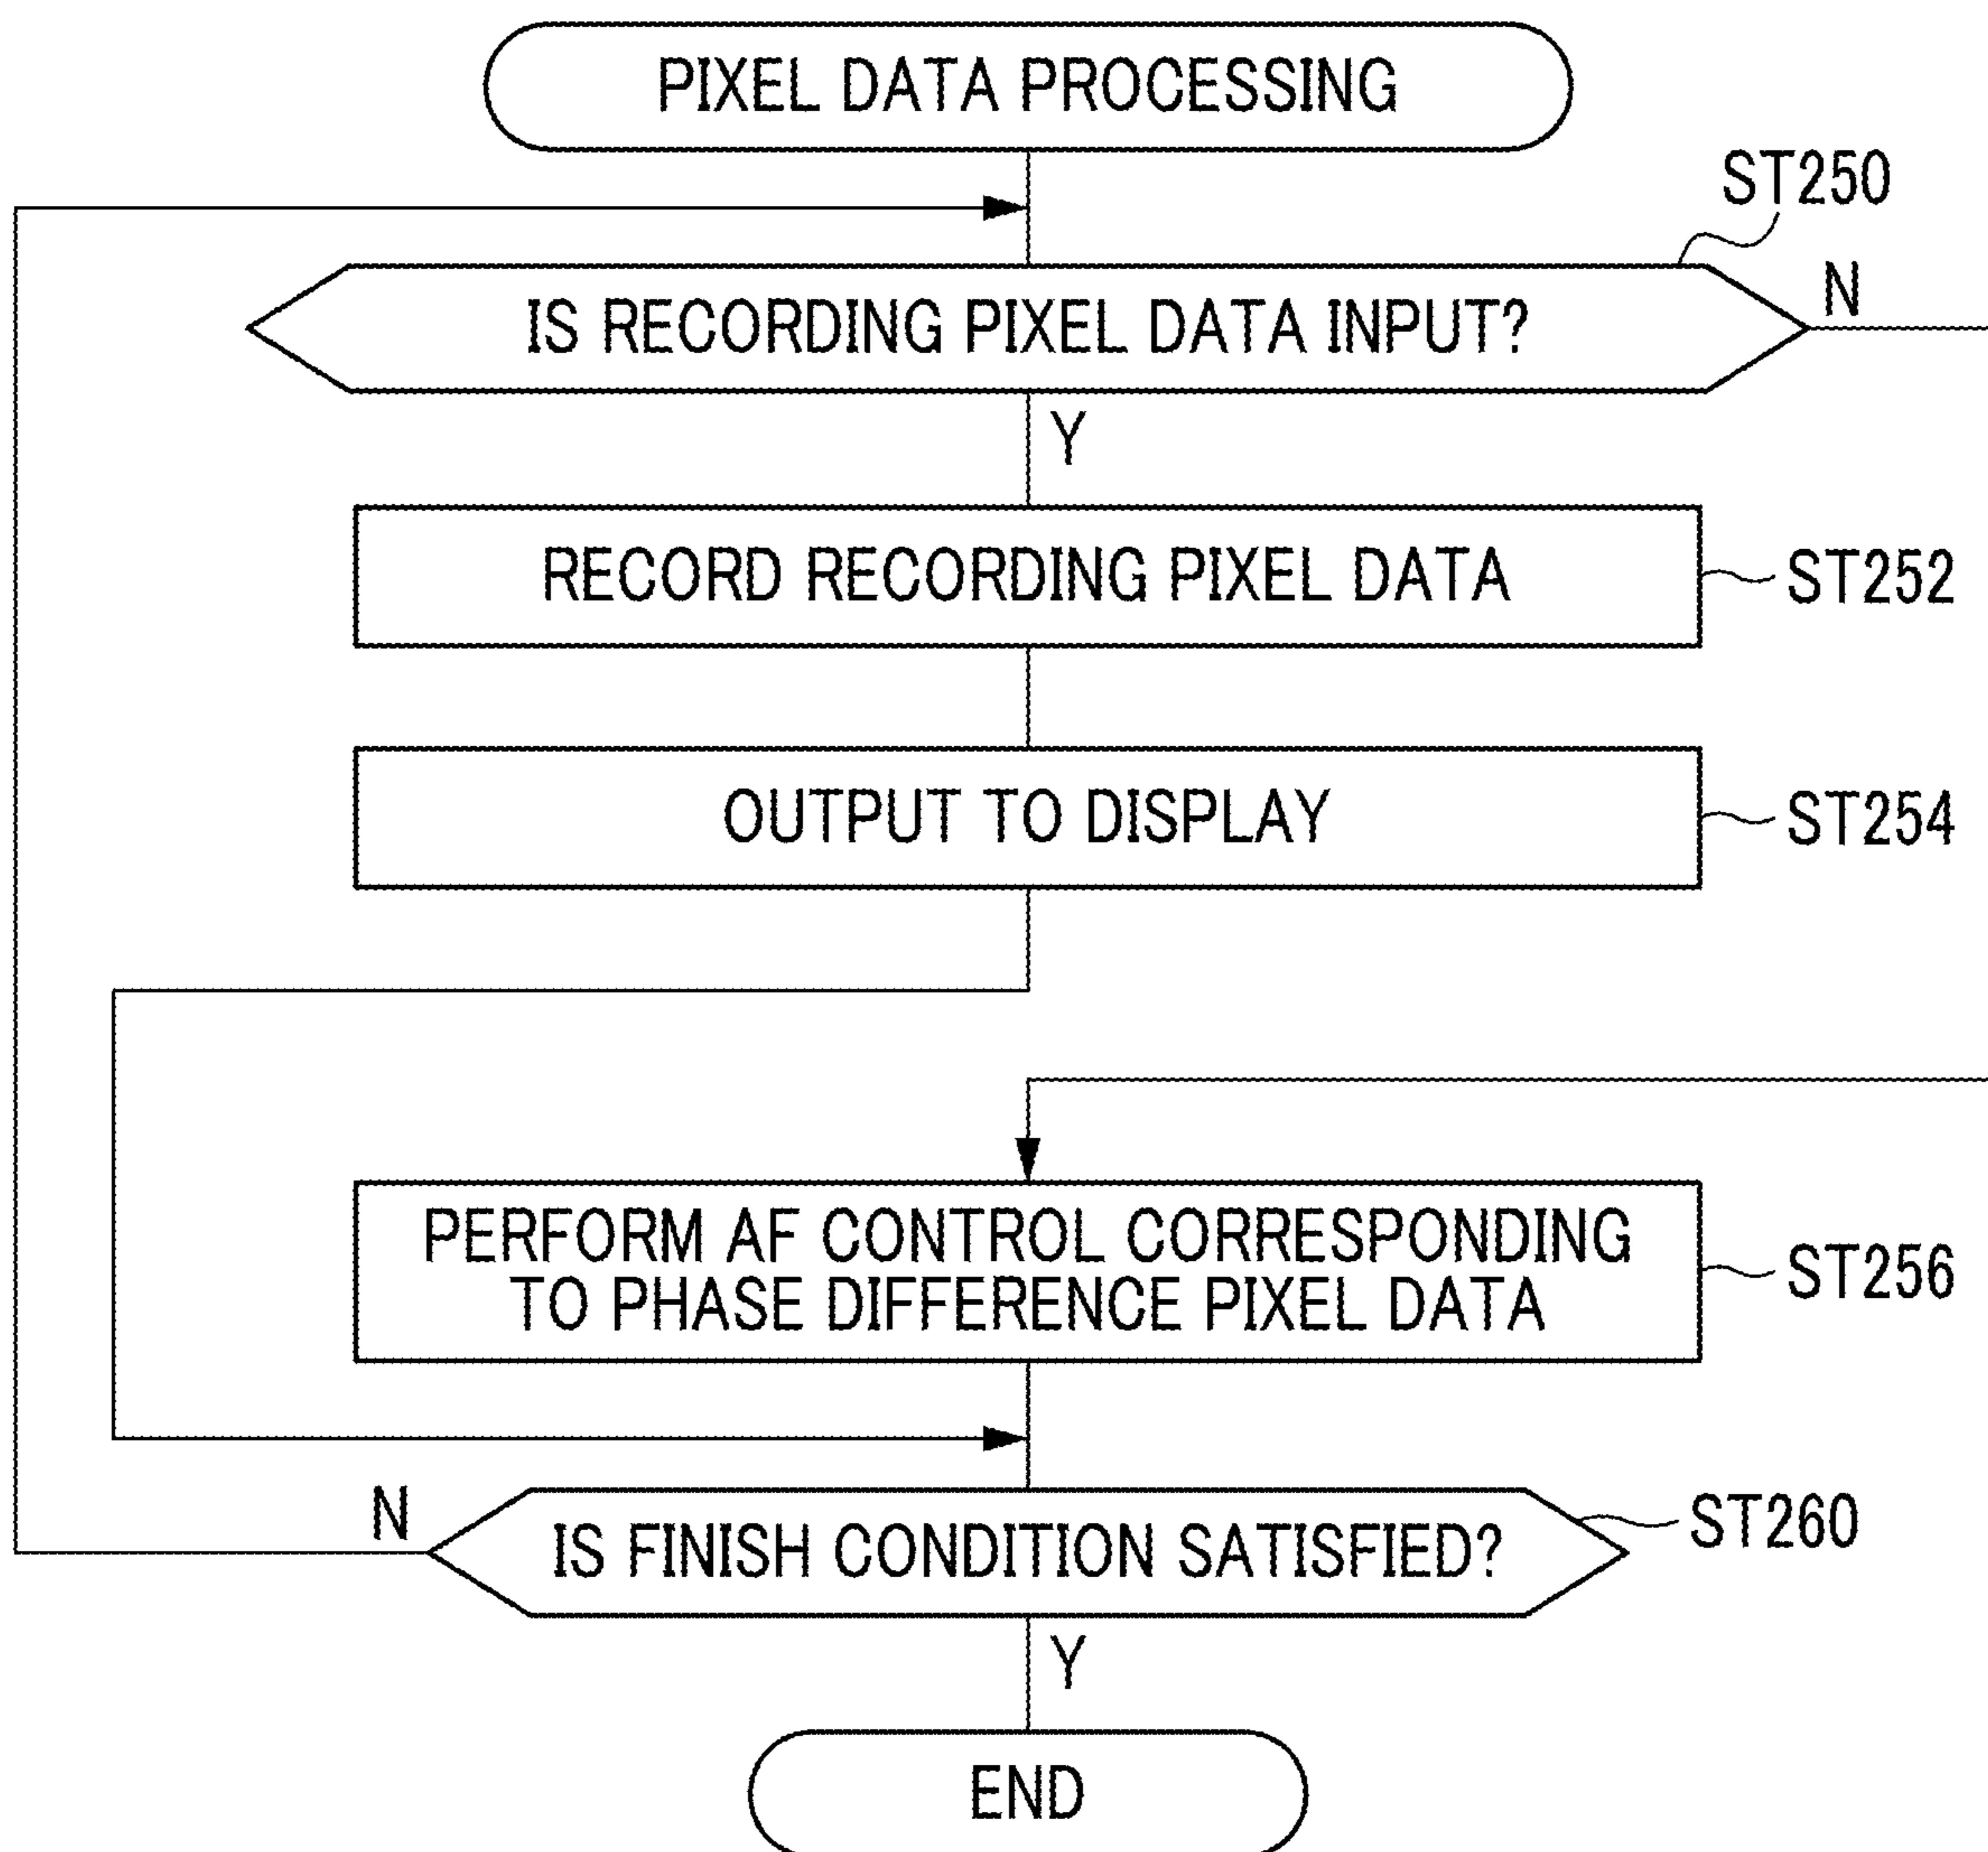 PIXEL DATA PROCESSING
ST250
IS RECORDING PIXEL DATA INPUT?
N
Y
RECORD RECORDING PIXEL DATA
ST252
OUTPUT TO DISPLAY
ST254
PERFORM AF CONTROL CORRESPONDING
TO PHASE DIFFERENCE PIXEL DATA
ST256
N
IS FINISH CONDITION SATISFIED?
ST260
Y
END